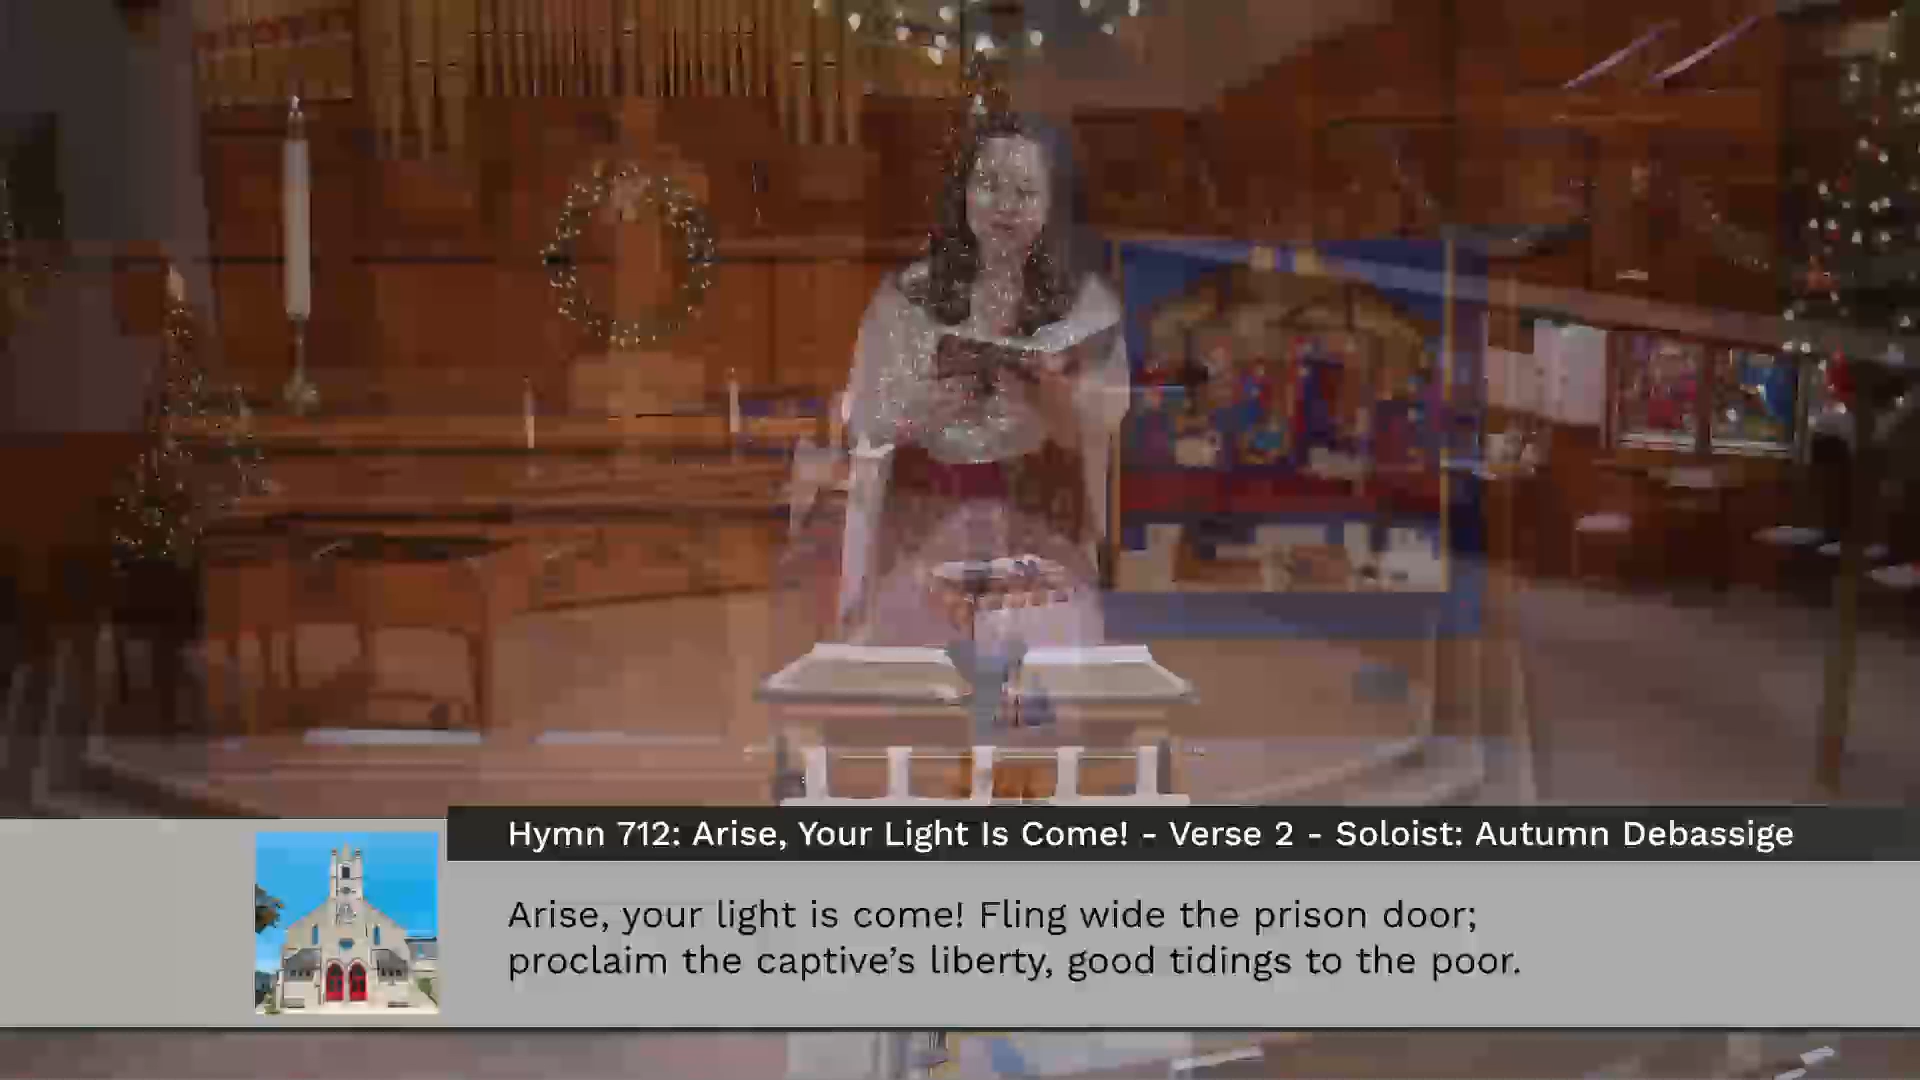 Hymn 712: Arise, Your Light Is Come! - Verse 2 - Soloist: Autumn Debassige
Arise, your light is come! Fling wide the prison door;
proclaim the captive’s liberty, good tidings to the poor.